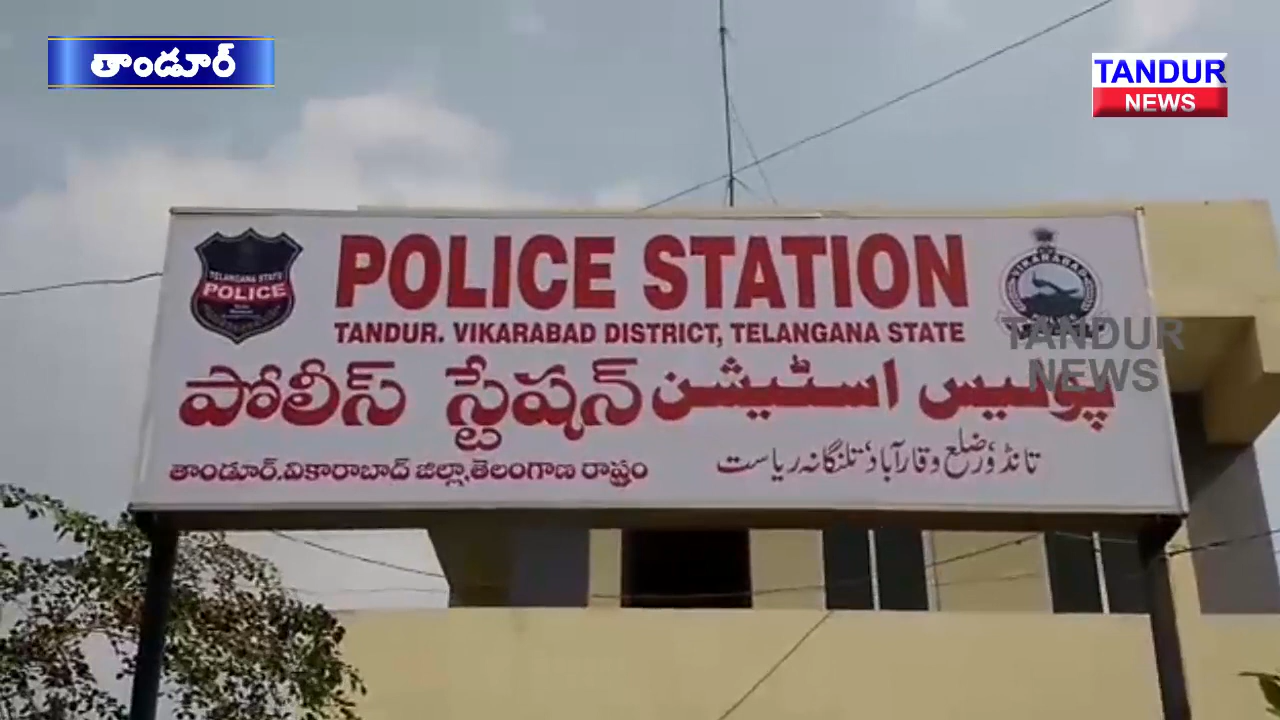 తాండూర్
TANDUR
NEWS
TELANGANA STATE
POLICE
POLICE STATION
VIKARABAD
TANDUR. VIKARABAD DISTRICT, TELANGANA STATE
TANDUR
NEWS
పోలీస్ స్టేషన్ پولیس اسٹیشن
తాండూర్.వికారాబాద్ జిల్లా,తెలంగాణ రాష్ట్రం
تانڈور ضلع وقارآباد تلنگانہ ریاست